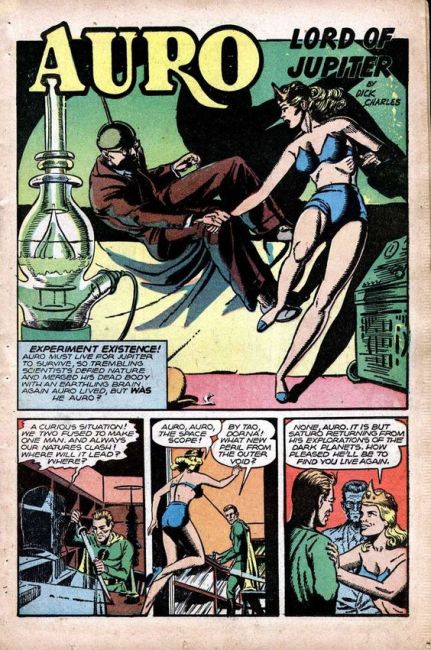 AURO
LORD OF
JUPITER
BY
DICK
CHARLES
EXPERIMENT EXISTENCE!
AURO MUST LIVE FOR JUPITER
TO SURVIVE, SO TREMBLING
SCIENTISTS DEFIED NATURE
AND MERGED HIS DEAD BODY
WITH AN EARTHLING BRAIN
AGAIN AURO LIVED, BUT WAS
HE AURO?
A CURIOUS SITUATION!
WE TWO FUSED TO MAKE
ONE MAN. AND ALWAYS
OUR NATURES CLASH!
WHERE WILL IT LEAD?
WHERE?
AURO, AURO,
THE SPACE
SCOPE!
BY TAO,
DORNA!
WHAT NEW
PERIL FROM
THE OUTER
VOID?
NONE, AURO. IT IS BUT
SATURO RETURNING FROM
HIS EXPLORATIONS OF THE
DARK PLANETS. HOW
PLEASED HE'LL BE TO
FIND YOU LIVE AGAIN.